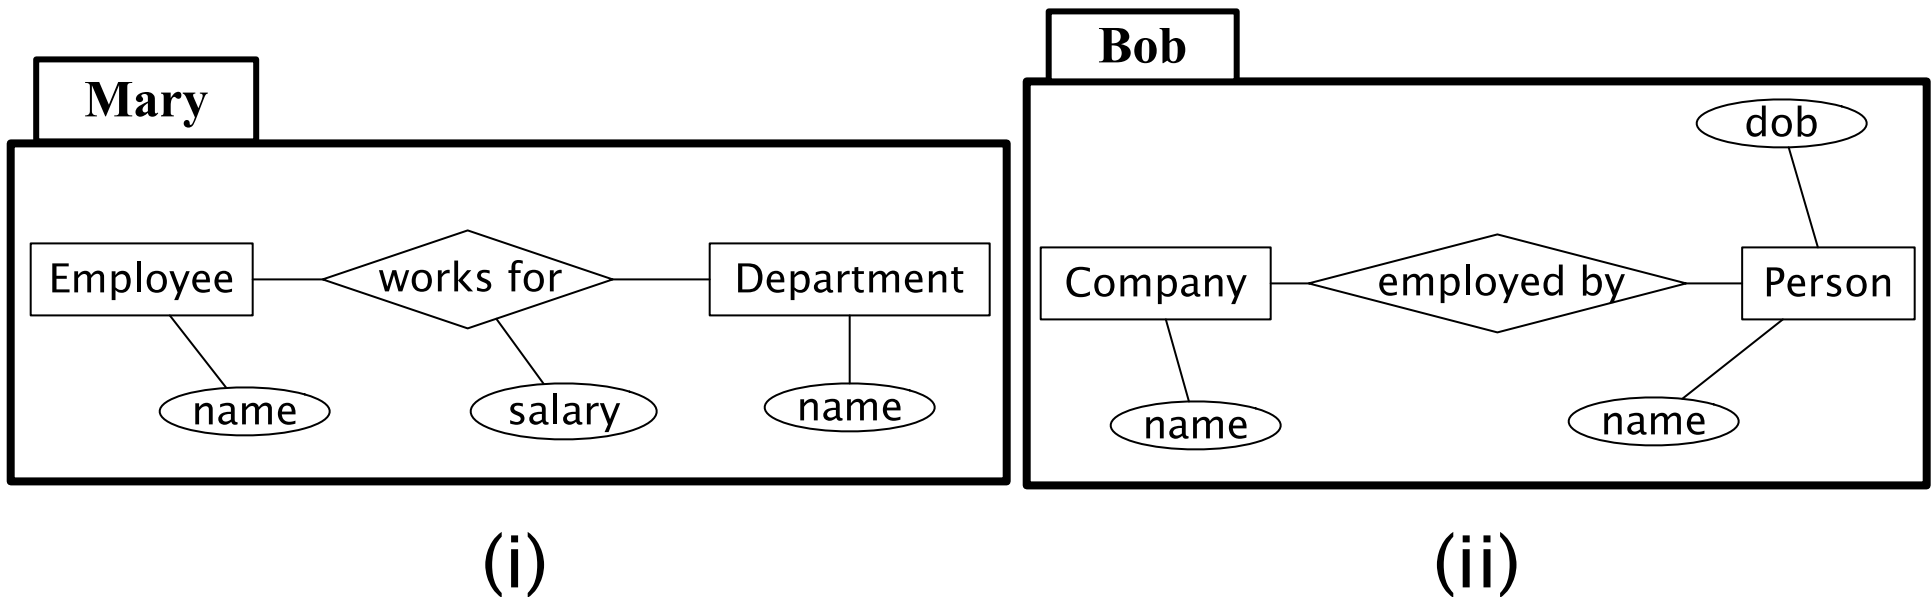 Mary
Employee
works for
Department
name
salary
name
(i)
Bob
dob
Company
employed by
Person
name
name
(ii)